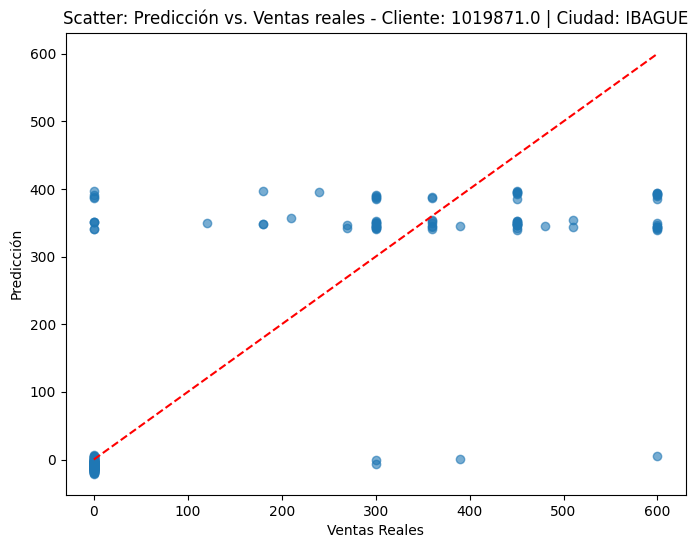 Scatter: Predicción vs. Ventas reales - Cliente: 1019871.0 | Ciudad: IBAGUE
600
500
400
300
200
100
0
Predicción
0 100 200 300 400 500 600
Ventas Reales